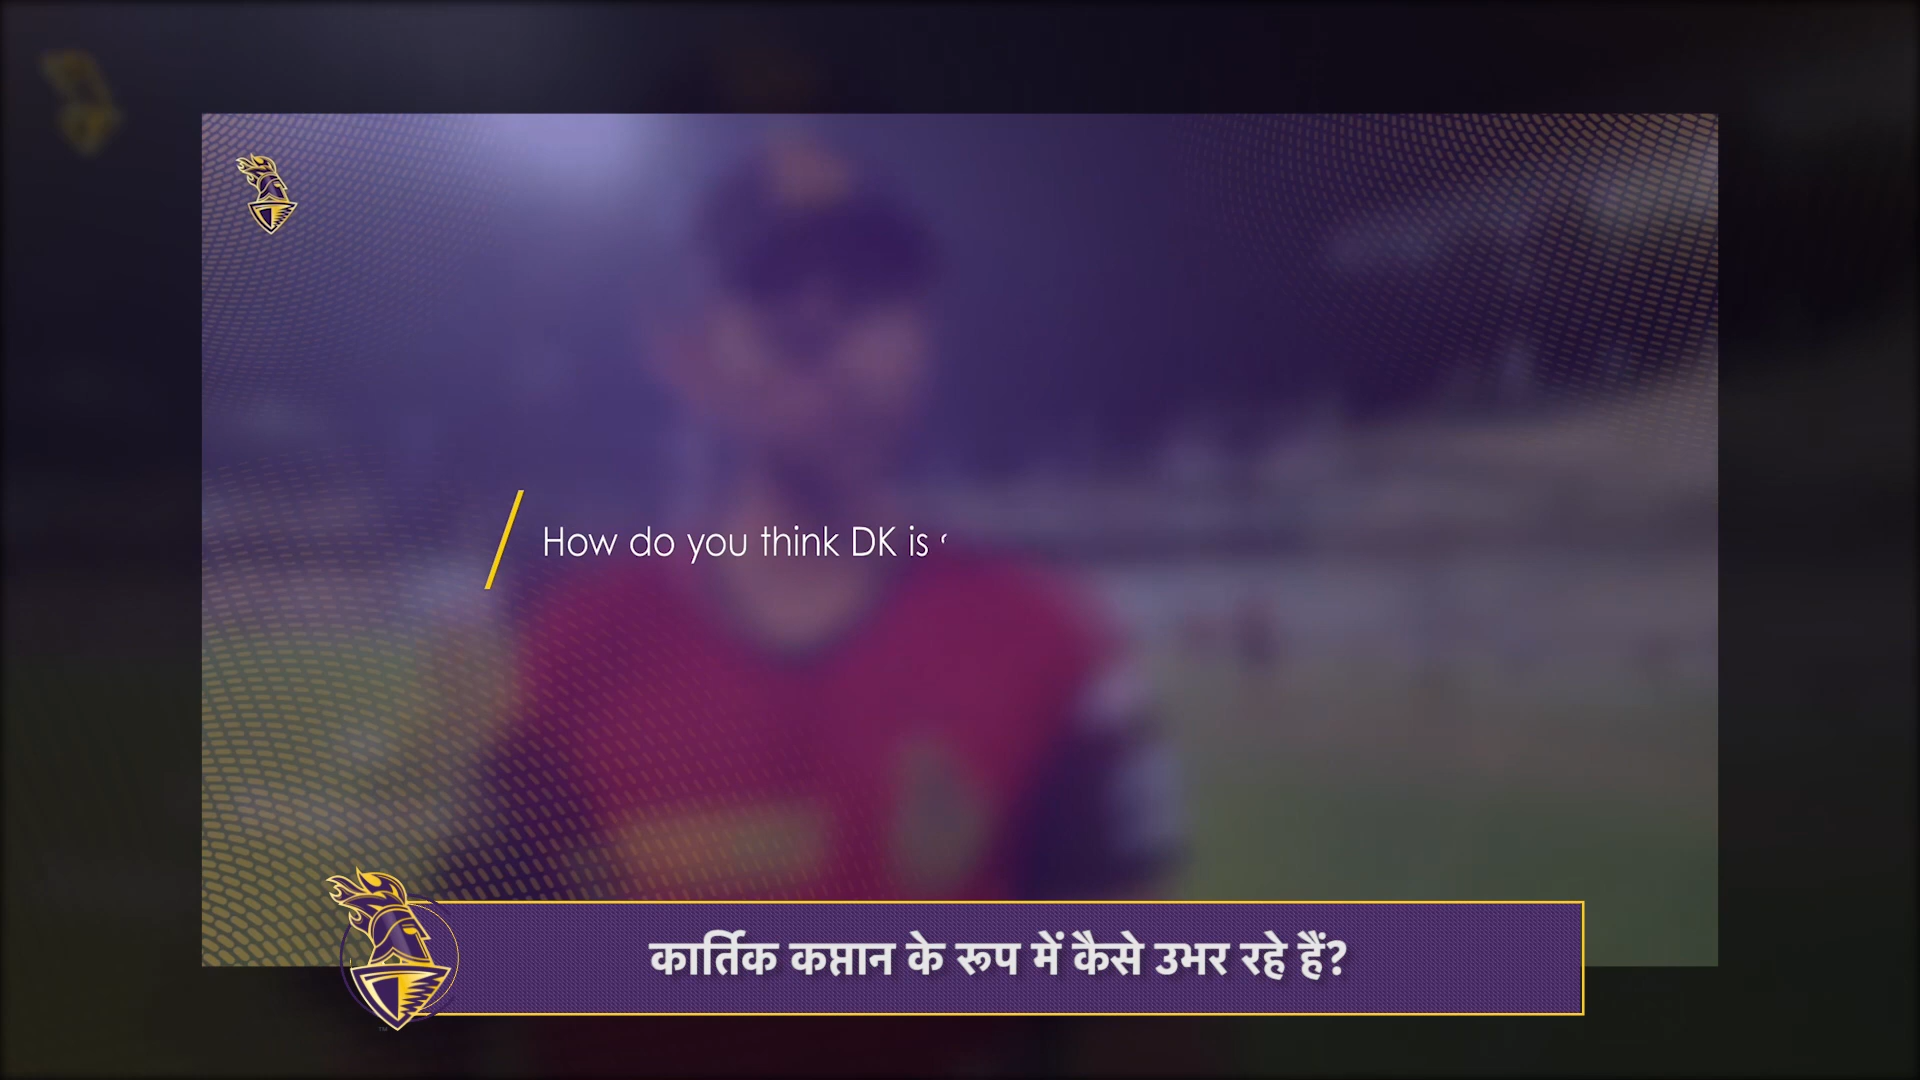 How do you think DK is
कार्तिक कप्तान के रूप में कैसे उभर रहे हैं?